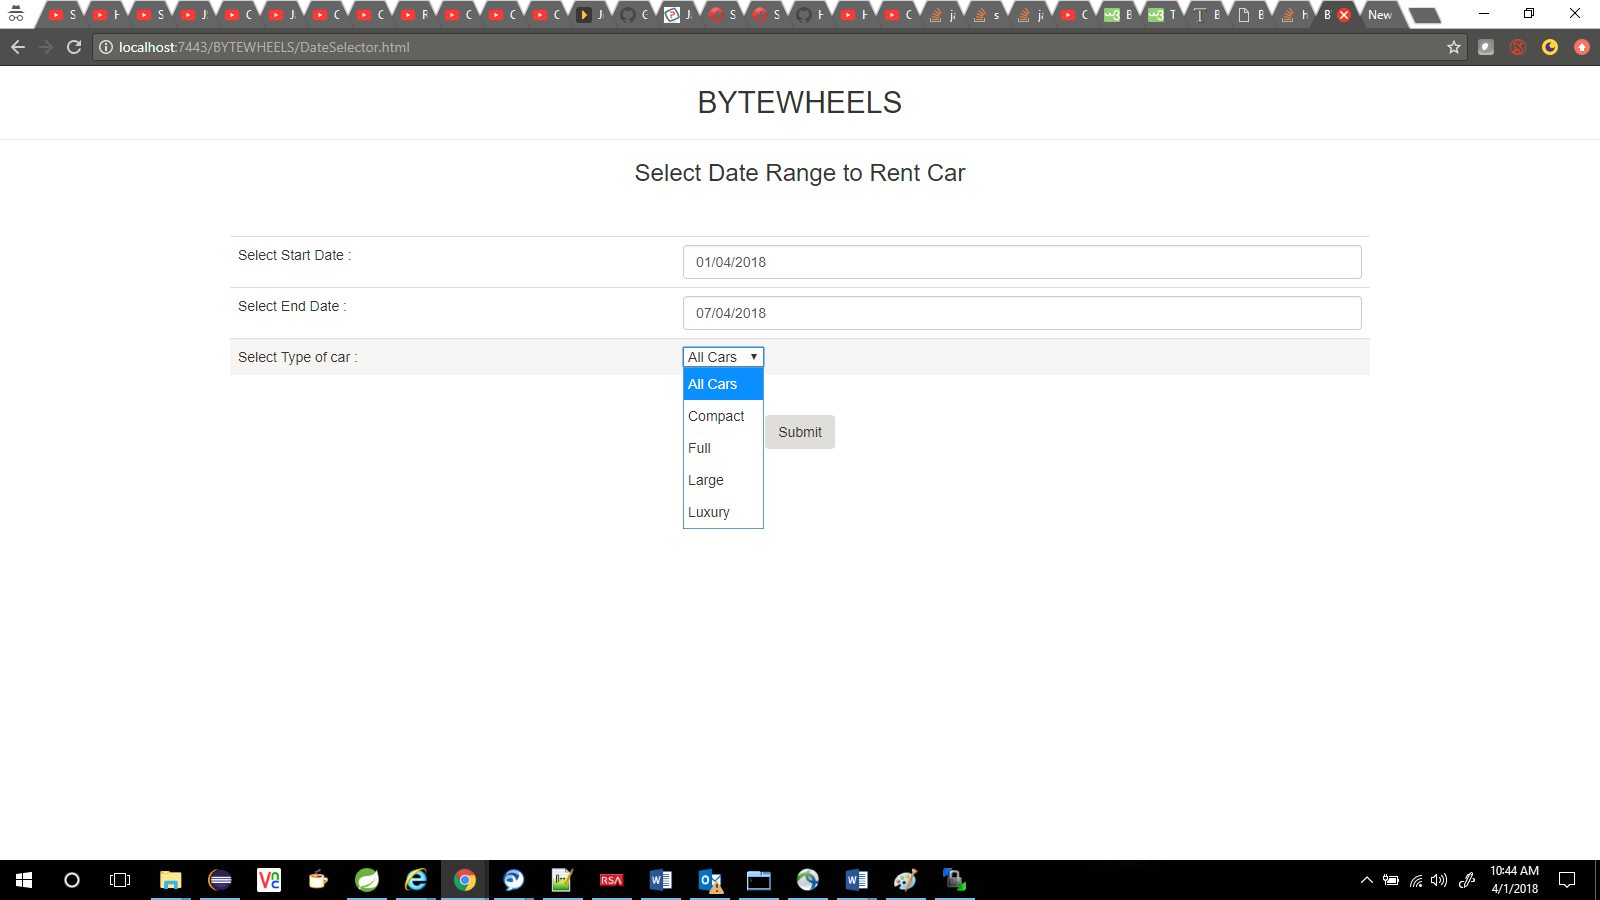 New
localhost:7443/BYTEWHEELS/DateSelector.html
BYTEWHEELS
Select Date Range to Rent Car
Select Start Date :
01/04/2018
Select End Date :
07/04/2018
Select Type of car :
All Cars
All Cars
Compact
Full
Large
Luxury
Submit
RSA
10:44 AM
4/1/2018